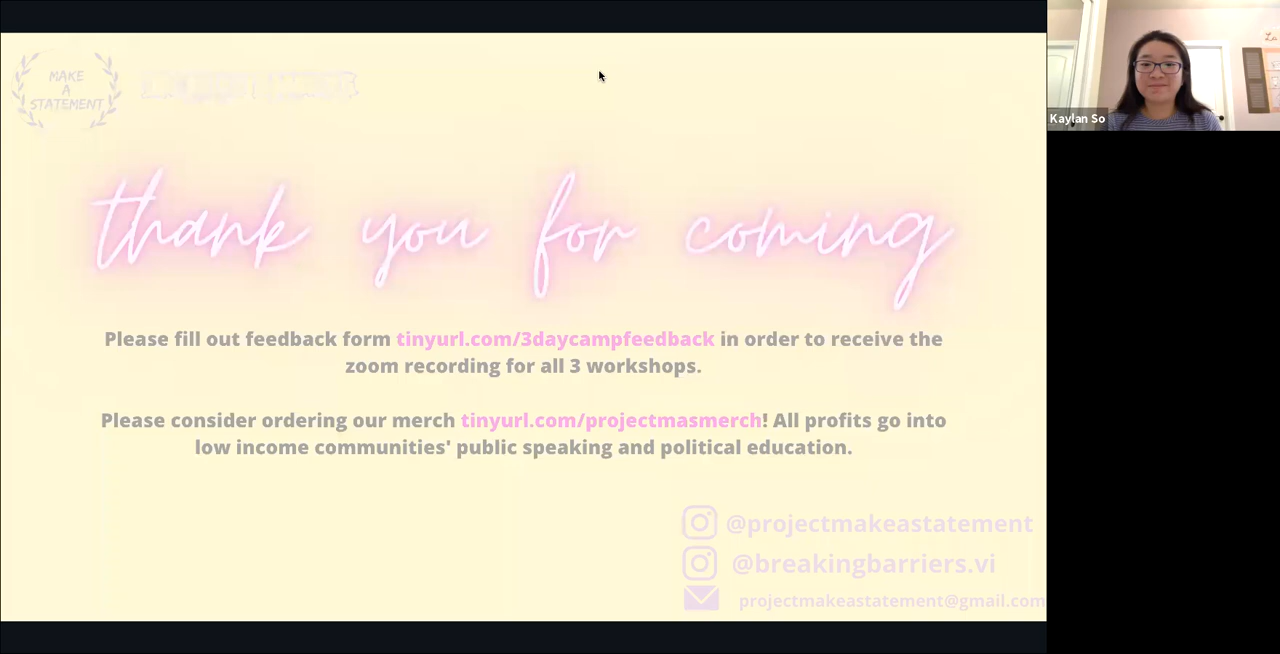 MAKE
A
STATEMENT
thank you for coming
Please fill out feedback form tinyurl.com/3daycampfeedback in order to receive the
zoom recording for all 3 workshops.
Please consider ordering our merch tinyurl.com/projectmasmerch! All profits go into
low income communities' public speaking and political education.
@projectmakeastatement
@breakingbarriers.vi
projectmakeastatement@gmail.com
Kaylan So